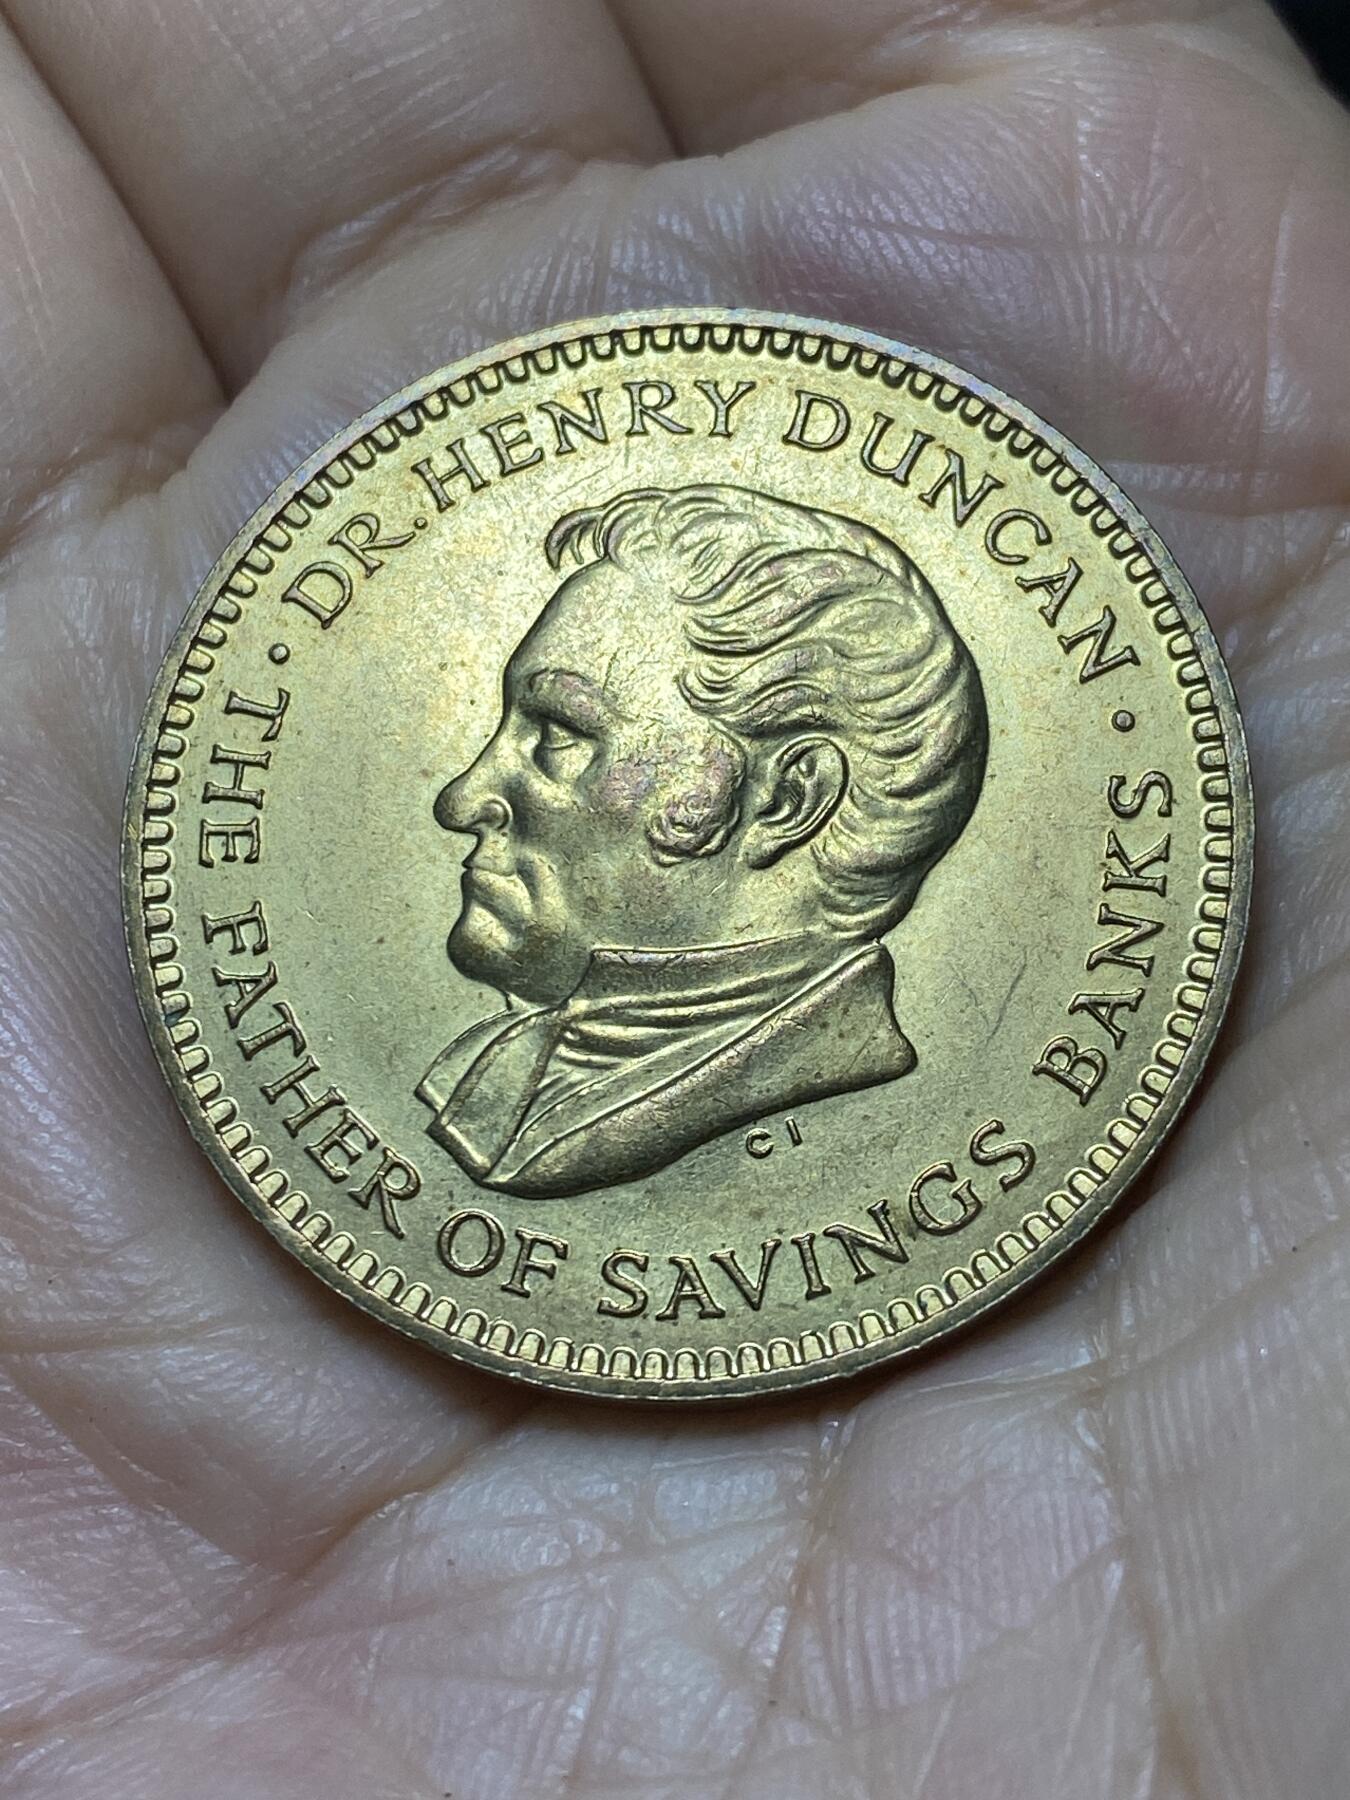 · DR. HENRY DUNCAN ·
THE FATHER OF SAVINGS BANKS
CI